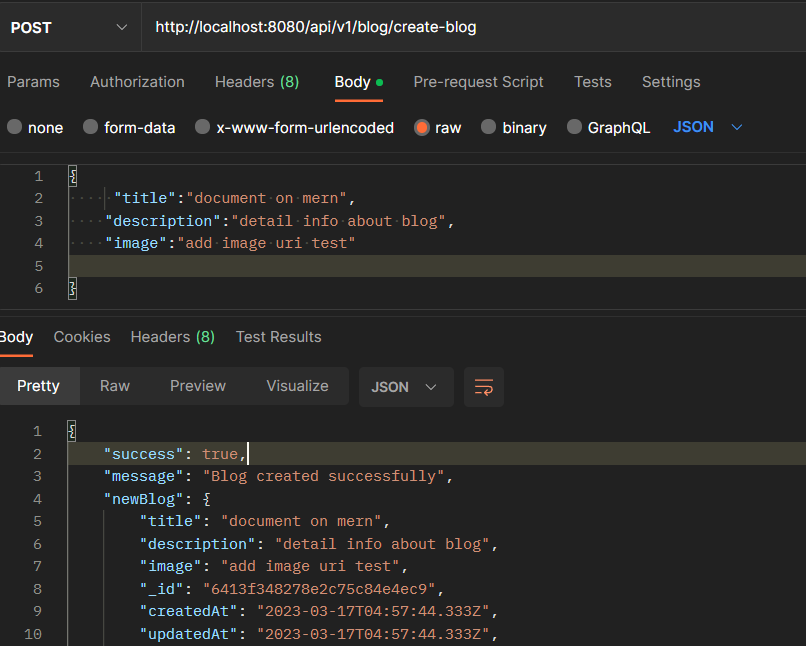 POST http://localhost:8080/api/v1/blog/create-blog
Params Authorization Headers (8) Body Pre-request Script Tests Settings
none form-data x-www-form-urlencoded raw binary GraphQL JSON
1 {
2 "title":"document on mern",
3 "description":"detail info about blog",
4 "image":"add image uri test"
5
6 }
Body Cookies Headers (8) Test Results
Pretty Raw Preview Visualize JSON
1 {
2 "success": true,
3 "message": "Blog created successfully",
4 "newBlog": {
5 "title": "document on mern",
6 "description": "detail info about blog",
7 "image": "add image uri test",
8 "_id": "6413f348278e2c75c84e4ec9",
9 "createdAt": "2023-03-17T04:57:44.333Z",
10 "updatedAt": "2023-03-17T04:57:44.333Z",